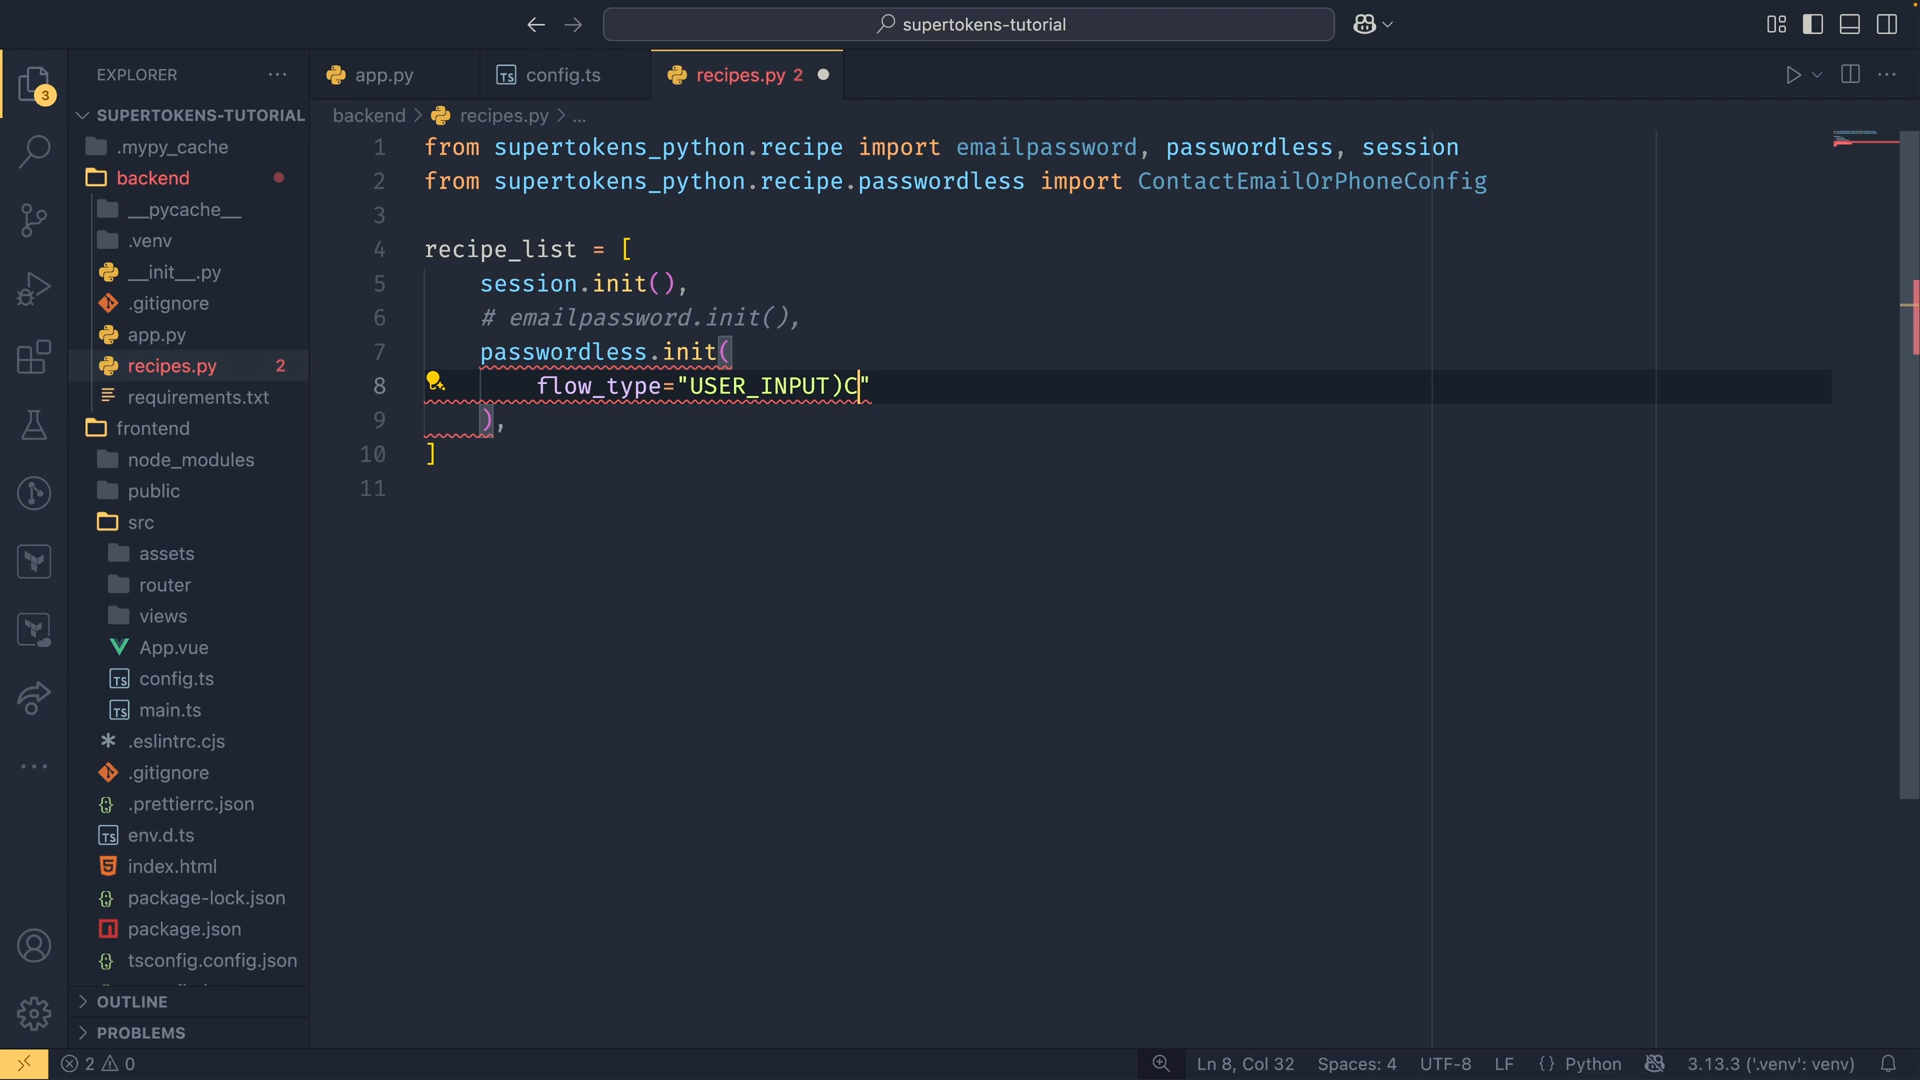 supertokens-tutorial
EXPLORER
app.py
config.ts
recipes.py 2
3
SUPERTOKENS-TUTORIAL
backend > recipes.py > ...
.mypy_cache
backend
__pycache__
.venv
__init__.py
.gitignore
app.py
recipes.py 2
requirements.txt
frontend
node_modules
public
src
assets
router
views
App.vue
config.ts
main.ts
.eslintrc.cjs
.gitignore
.prettierrc.json
env.d.ts
index.html
package-lock.json
package.json
tsconfig.config.json
OUTLINE
PROBLEMS
1 from supertokens_python.recipe import emailpassword, passwordless, session
2 from supertokens_python.recipe.passwordless import ContactEmailOrPhoneConfig
3
4 recipe_list = [
5 session.init(),
6 # emailpassword.init(),
7 passwordless.init(
8 flow_type="USER_INPUT)C"
9 ),
10 ]
11
2 0
Ln 8, Col 32
Spaces: 4
UTF-8
LF
{} Python
3.13.3 ('.venv': venv)